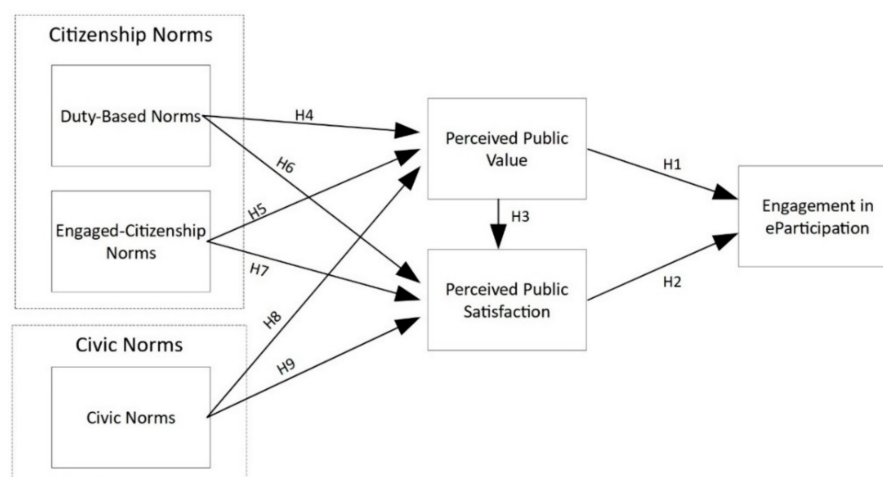 Citizenship Norms
Duty-Based Norms
Engaged-Citizenship
Norms
Civic Norms
Civic Norms
H4
H6
H5
H7
H8
H9
Perceived Public
Value
H3
Perceived Public
Satisfaction
H1
H2
Engagement in
eParticipation